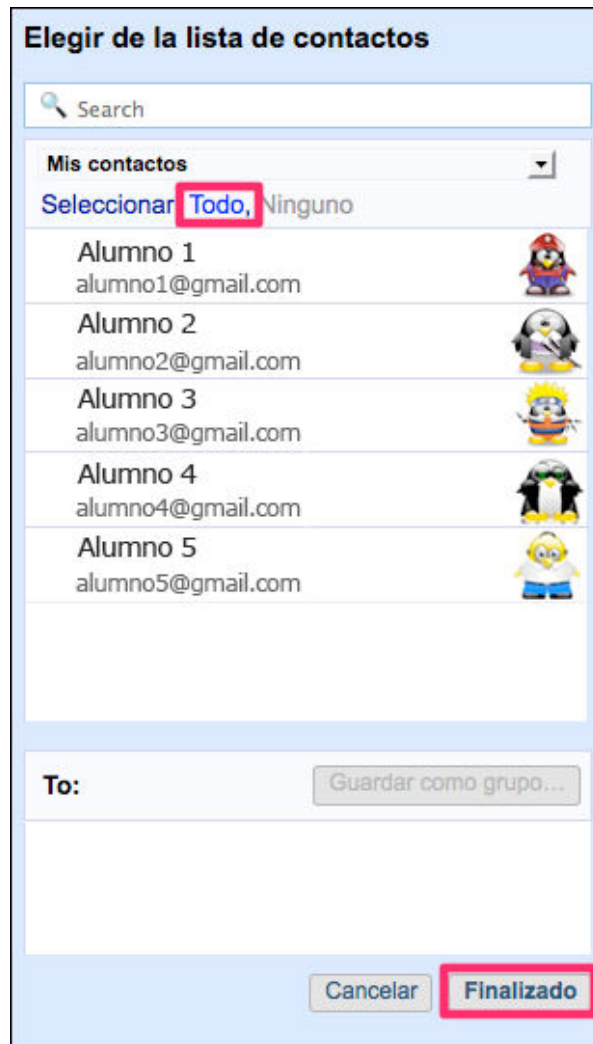 Elegir de la lista de contactos
Search
Mis contactos
Seleccionar Todo, Ninguno
Alumno 1
alumno1@gmail.com
Alumno 2
alumno2@gmail.com
Alumno 3
alumno3@gmail.com
Alumno 4
alumno4@gmail.com
Alumno 5
alumno5@gmail.com
To: Guardar como grupo...
Cancelar Finalizado